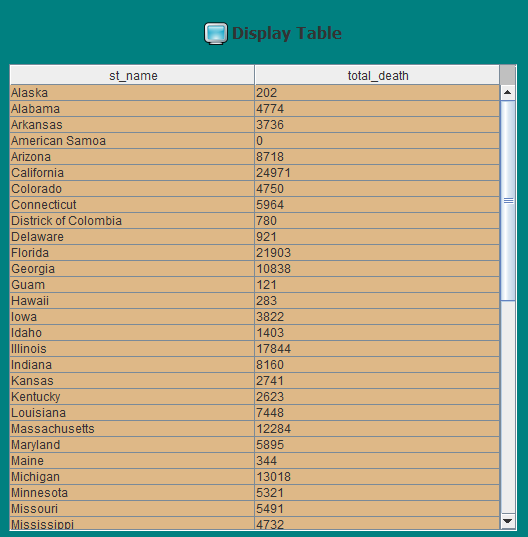 Display Table
st_name total_death
Alaska 202
Alabama 4774
Arkansas 3736
American Samoa 0
Arizona 8718
California 24971
Colorado 4750
Connecticut 5964
Districk of Colombia 780
Delaware 921
Florida 21903
Georgia 10838
Guam 121
Hawaii 283
Iowa 3822
Idaho 1403
Illinois 17844
Indiana 8160
Kansas 2741
Kentucky 2623
Louisiana 7448
Massachusetts 12284
Maryland 5895
Maine 344
Michigan 13018
Minnesota 5321
Missouri 5491
Mississippi 4732